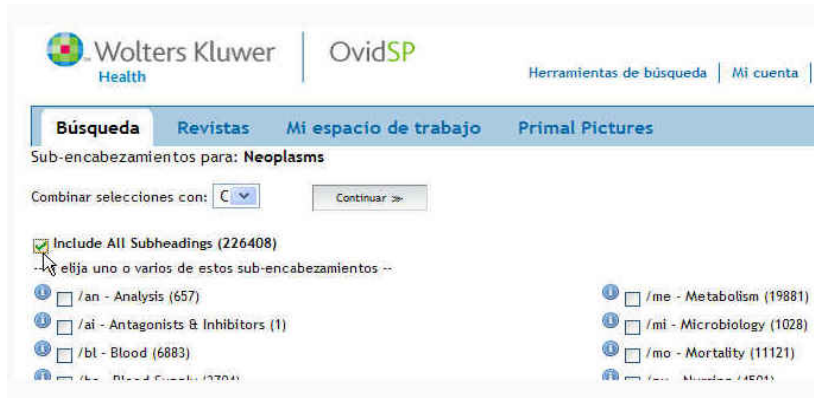 Wolters Kluwer
Health
OvidSP
Herramientas de búsqueda | Mi cuenta |
Búsqueda Revistas Mi espacio de trabajo Primal Pictures
Sub-encabezamientos para: Neoplasms
Combinar selecciones con: C Continuar >>
Include All Subheadings (226408)
elija uno o varios de estos sub-encabezamientos --
/an - Analysis (657)
/me - Metabolism (19881)
/ai - Antagonists & Inhibitors (1)
/mi - Microbiology (1028)
/bl - Blood (6883)
/mo - Mortality (11121)